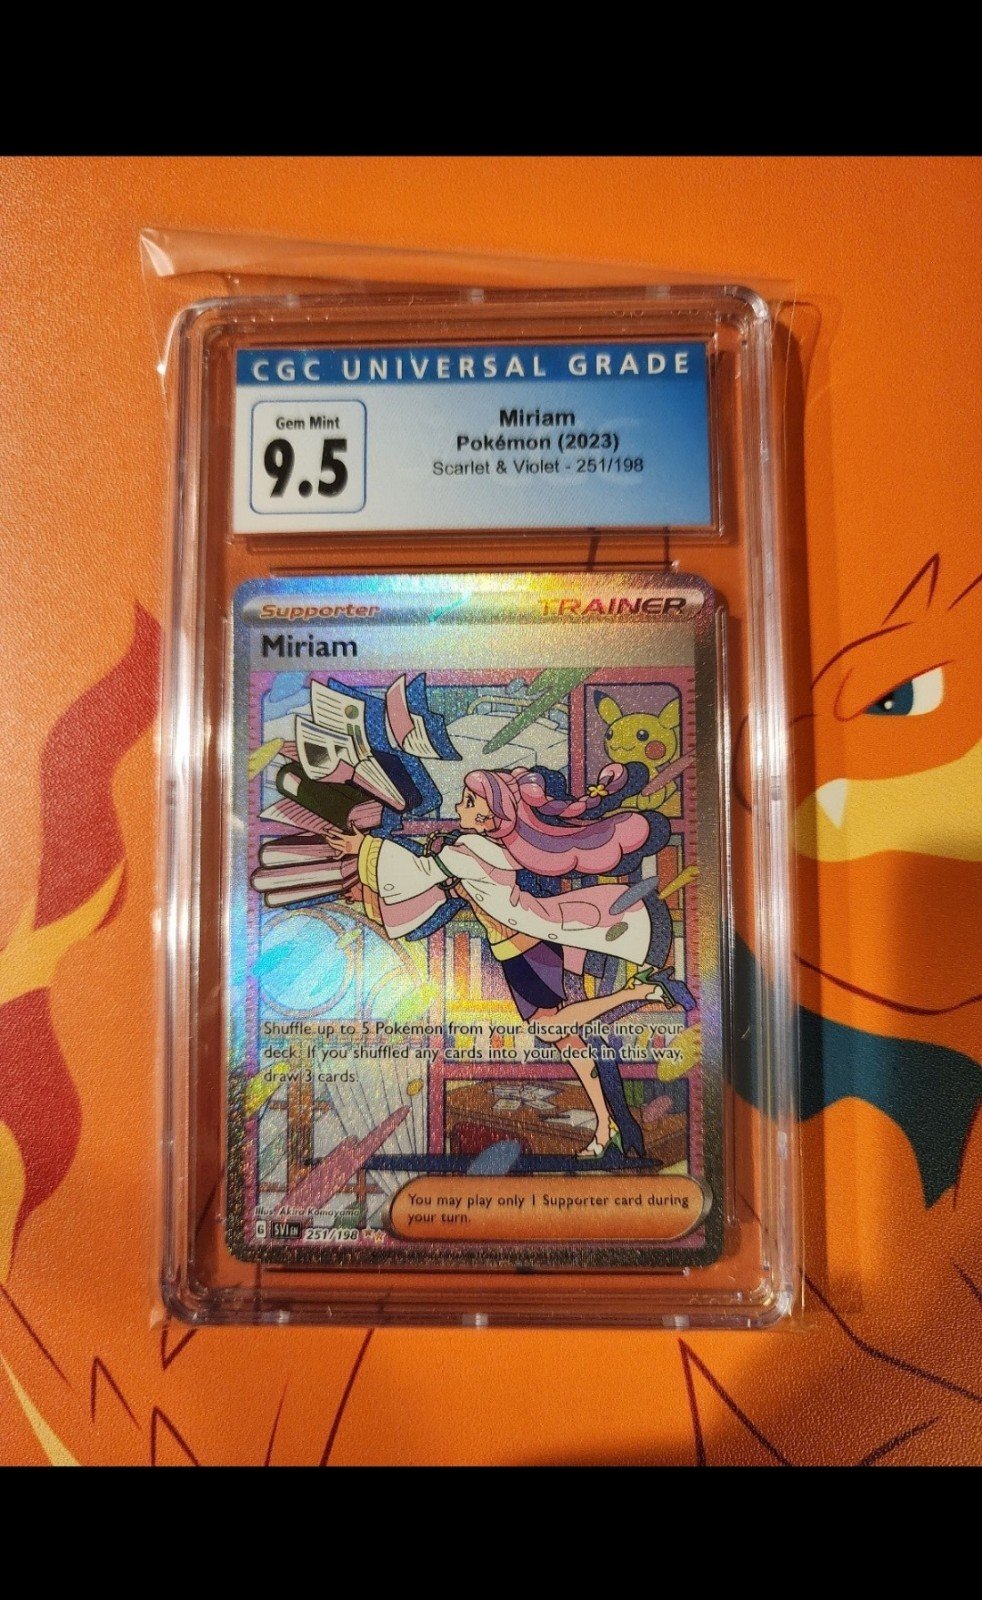 CGC UNIVERSAL GRADE
Gem Mint
9.5
Miriam
Pokémon (2023)
Scarlet & Violet - 251/198
Supporter
TRAINER
Miriam
Shuffle up to 5 Pokémon from your discard pile into your
deck. If you shuffled any cards into your deck in this way,
draw 3 cards.
You may play only 1 Supporter card during
your turn.
Illus. Akira Komayama
G SVI EN 251/198